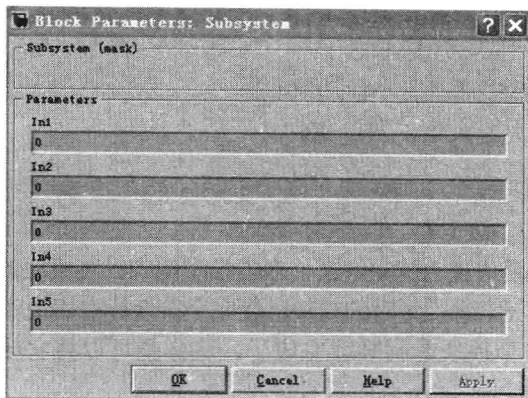 Block Parameters: Subsystem
Subsystem (mask)
Parameters
In1
0
In2
0
In3
0
In4
0
In5
0
OK Cancel Help Apply